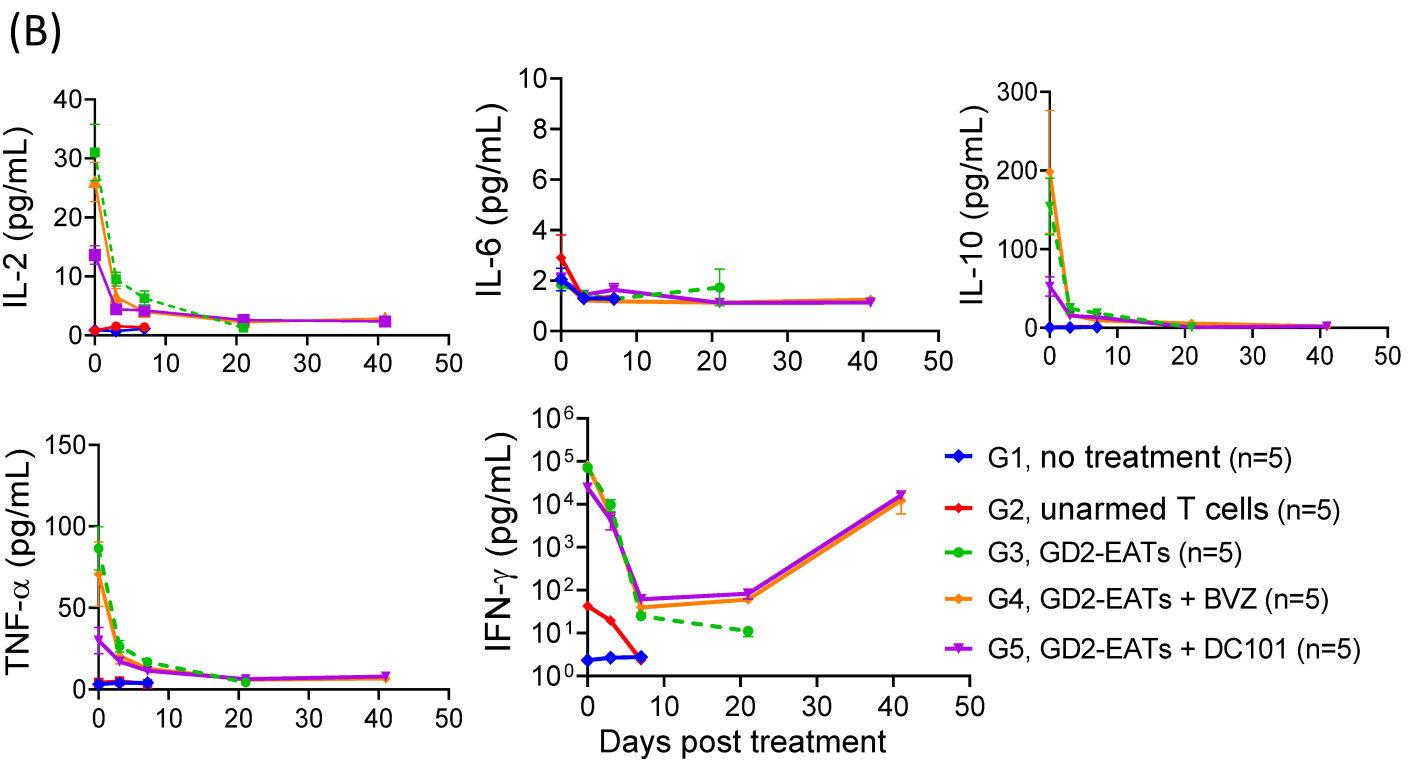 (B)
IL-2 (pg/mL)
40
30
20
10
0
0 10 20 30 40 50
IL-6 (pg/mL)
10
8
6
4
2
0
0 10 20 30 40 50
IL-10 (pg/mL)
300
200
100
0
0 10 20 30 40 50
TNF-α (pg/mL)
150
100
50
0
0 10 20 30 40 50
IFN-γ (pg/mL)
10⁶
10⁵
10⁴
10³
10²
10¹
10⁰
0 10 20 30 40 50
Days post treatment
G1, no treatment (n=5)
G2, unarmed T cells (n=5)
G3, GD2-EATs (n=5)
G4, GD2-EATs + BVZ (n=5)
G5, GD2-EATs + DC101 (n=5)